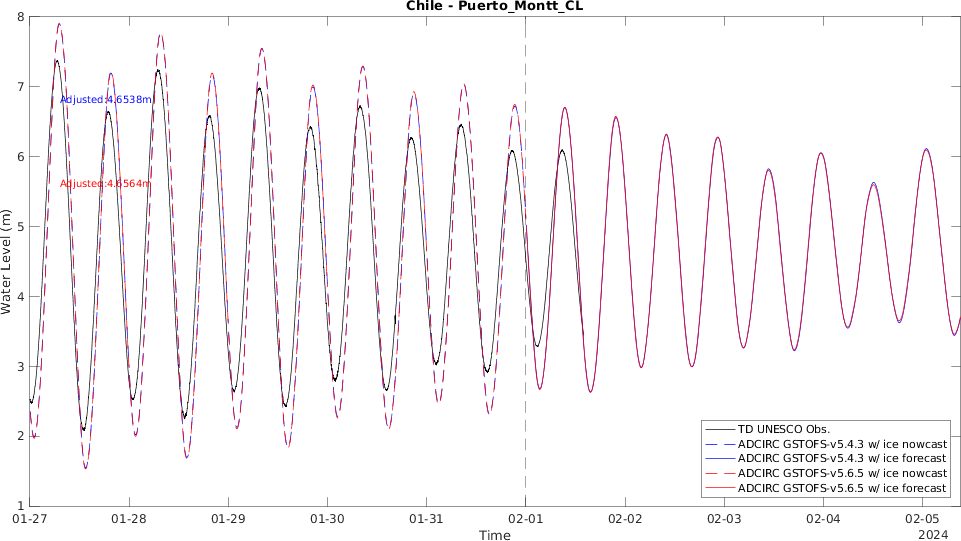 Chile - Puerto_Montt_CL
8
7
6
5
4
3
2
1
Water Level (m)
Adjusted:4.6538m
Adjusted:4.6564m
TD UNESCO Obs.
ADCIRC GSTOFS-v5.4.3 w/ ice nowcast
ADCIRC GSTOFS-v5.4.3 w/ ice forecast
ADCIRC GSTOFS-v5.6.5 w/ ice nowcast
ADCIRC GSTOFS-v5.6.5 w/ ice forecast
01-27 01-28 01-29 01-30 01-31 02-01 02-02 02-03 02-04 02-05
Time
2024